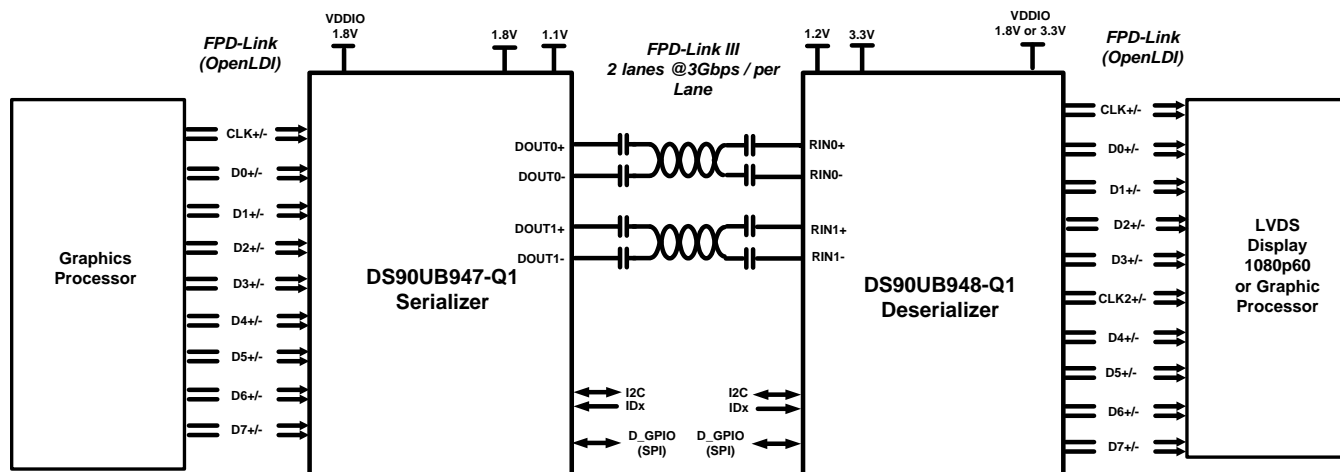 VDDIO
1.8V
1.8V
1.1V
1.2V
3.3V
VDDIO
1.8V or 3.3V
FPD-Link
(OpenLDI)
FPD-Link III
2 lanes @3Gbps / per
Lane
FPD-Link
(OpenLDI)
Graphics
Processor
CLK+/-
D0+/-
D1+/-
D2+/-
D3+/-
D4+/-
D5+/-
D6+/-
D7+/-
DS90UB947-Q1
Serializer
DOUT0+
DOUT0-
DOUT1+
DOUT1-
I2C
IDx
D_GPIO
(SPI)
RIN0+
RIN0-
RIN1+
RIN1-
I2C
IDx
D_GPIO
(SPI)
DS90UB948-Q1
Deserializer
CLK+/-
D0+/-
D1+/-
D2+/-
D3+/-
CLK2+/-
D4+/-
D5+/-
D6+/-
D7+/-
LVDS
Display
1080p60
or Graphic
Processor